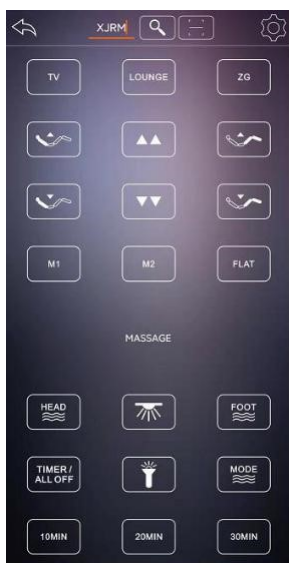 XJRM
TV LOUNGE ZG
M1 M2 FLAT
MASSAGE
HEAD FOOT
TIMER / MODE
ALL OFF
10MIN 20MIN 30MIN